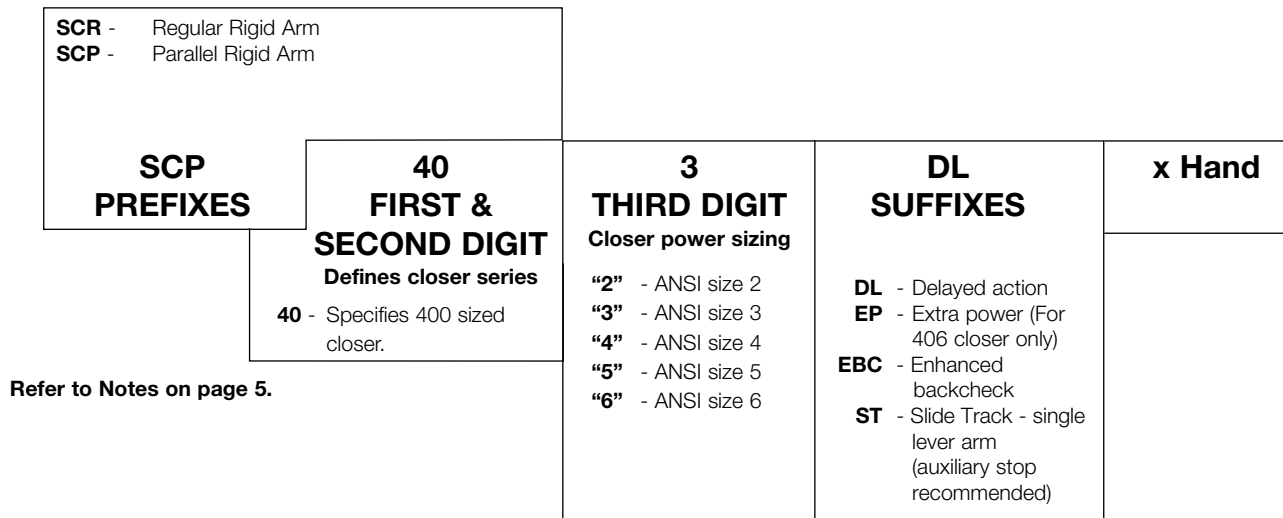 SCR - Regular Rigid Arm
SCP - Parallel Rigid Arm
SCP
PREFIXES
40
FIRST &
SECOND DIGIT
Defines closer series
40 - Specifies 400 sized
closer.
3
THIRD DIGIT
Closer power sizing
“2” - ANSI size 2
“3” - ANSI size 3
“4” - ANSI size 4
“5” - ANSI size 5
“6” - ANSI size 6
DL
SUFFIXES
DL - Delayed action
EP - Extra power (For
406 closer only)
EBC - Enhanced
backcheck
ST - Slide Track - single
lever arm
(auxiliary stop
recommended)
x Hand
Refer to Notes on page 5.